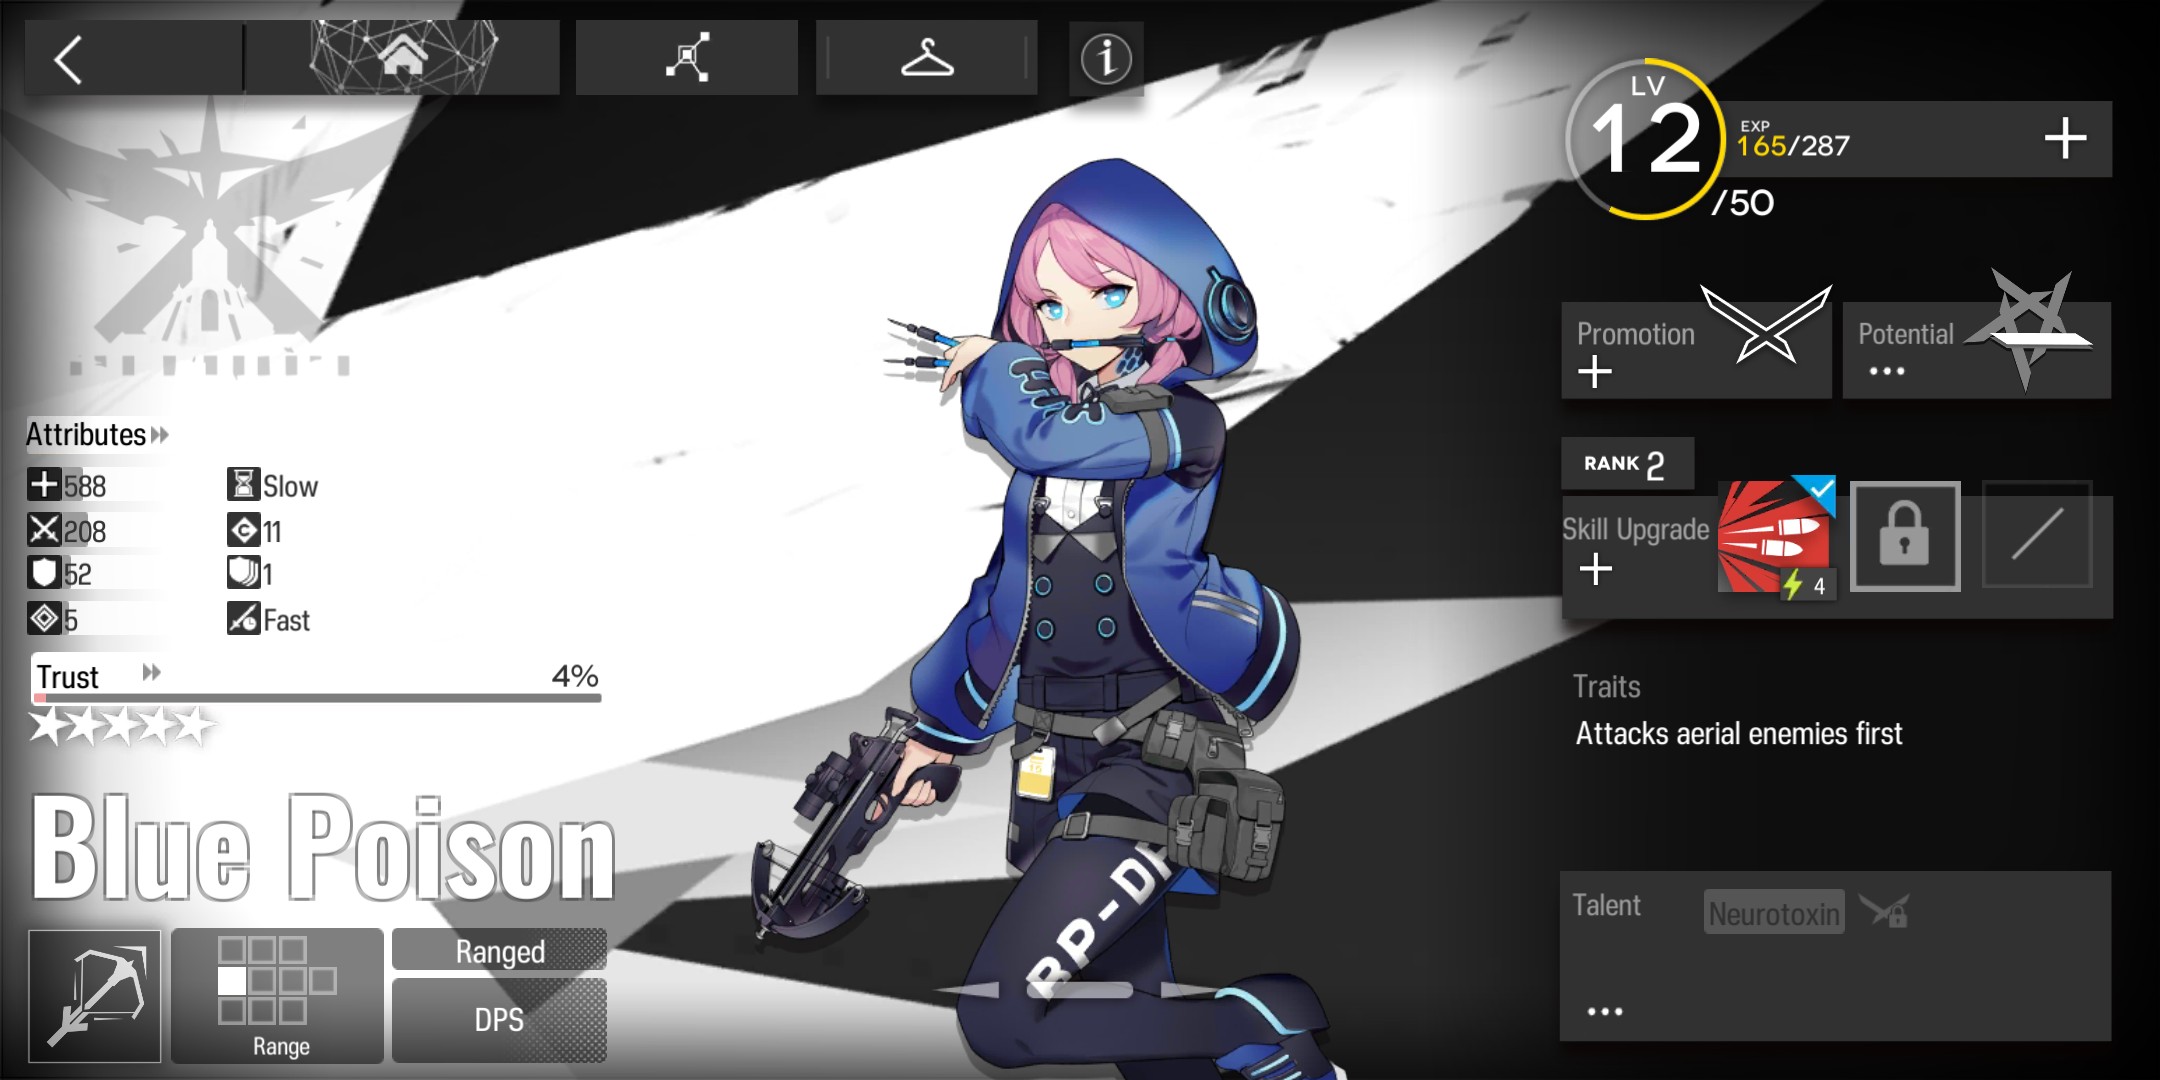 LV
12
/50
EXP
165/287
Promotion
Potential
RANK 2
Skill Upgrade
4
Attributes
588
Slow
208
11
52
1
5
Fast
Trust
4%
Traits
Attacks aerial enemies first
Blue Poison
Talent
Neurotoxin
Range
Ranged
DPS
15